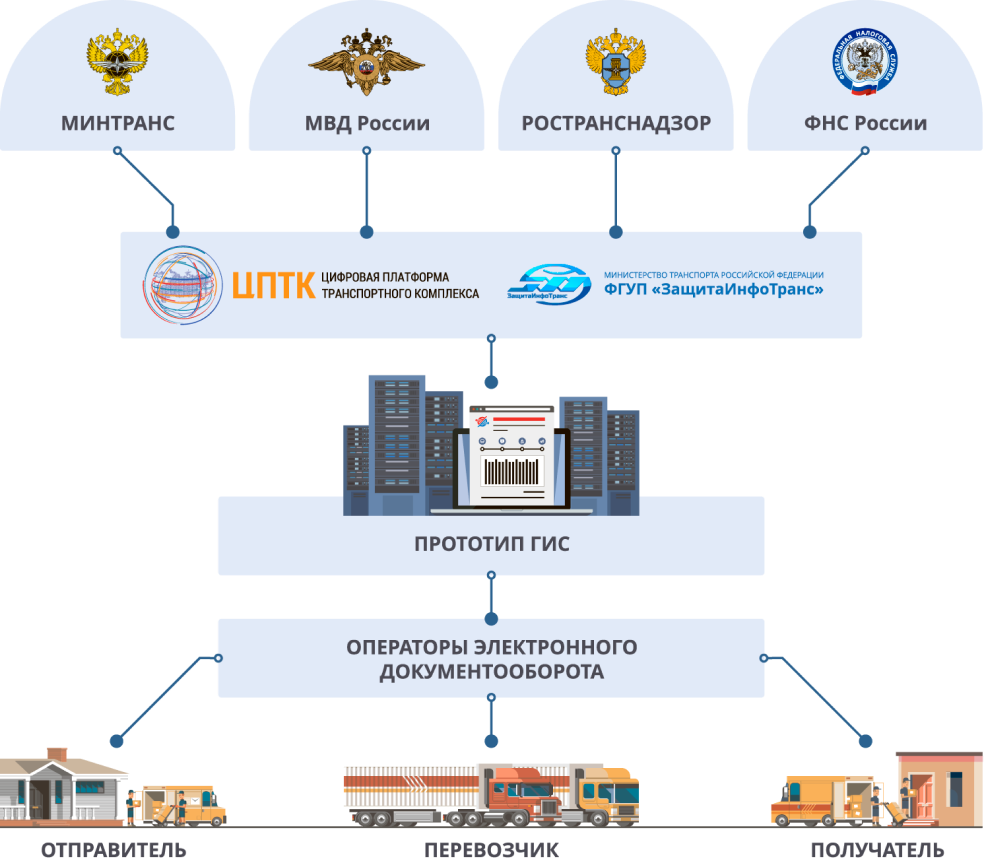 ФЕДЕРАЛЬНАЯ НАЛОГОВАЯ СЛУЖБА
МИНТРАНС
МВД России
РОСТРАНСНАДЗОР
ФНС России
ЦПТК
ЦИФРОВАЯ ПЛАТФОРМА
ТРАНСПОРТНОГО КОМПЛЕКСА
ЗащитаИнфоТранс
МИНИСТЕРСТВО ТРАНСПОРТА РОССИЙСКОЙ ФЕДЕРАЦИИ
ФГУП «ЗащитаИнфоТранс»
ПРОТОТИП ГИС
ОПЕРАТОРЫ ЭЛЕКТРОННОГО
ДОКУМЕНТООБОРОТА
ОТПРАВИТЕЛЬ
ПЕРЕВОЗЧИК
ПОЛУЧАТЕЛЬ